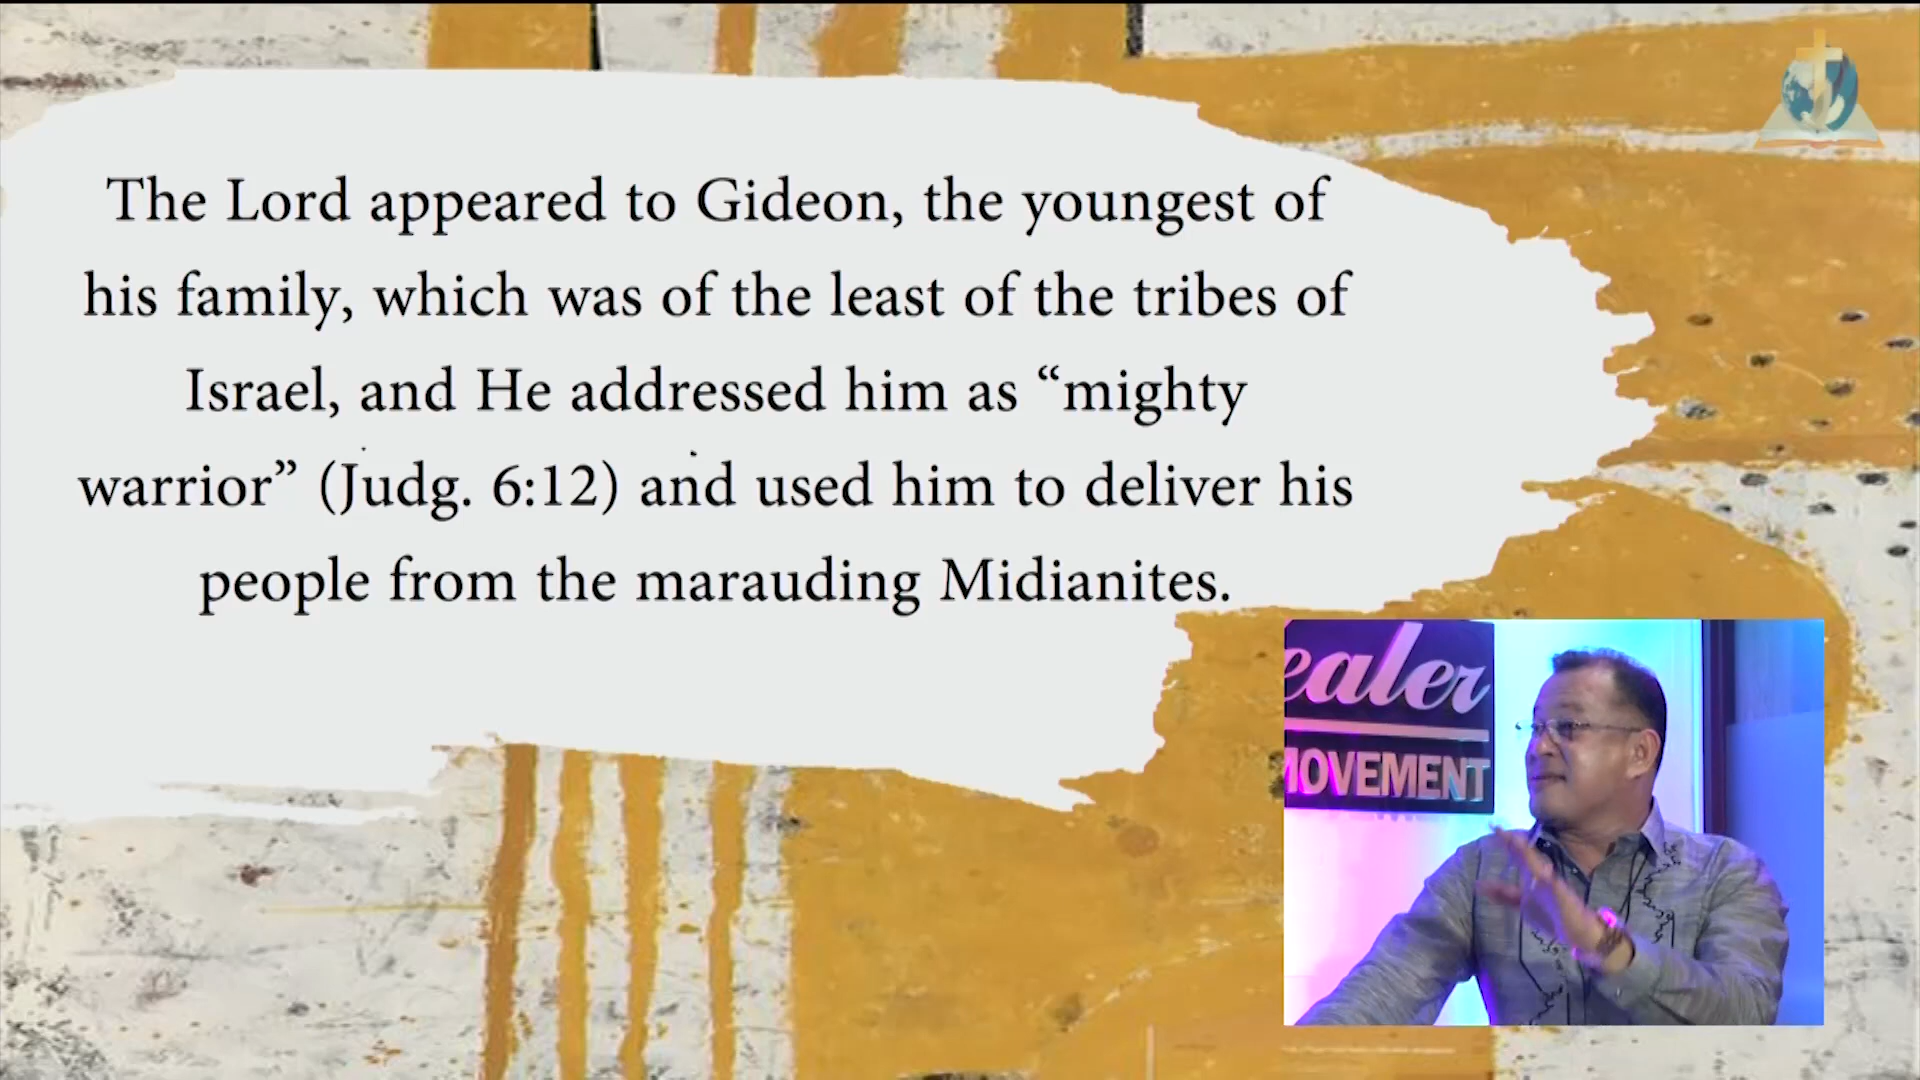 The Lord appeared to Gideon, the youngest of
his family, which was of the least of the tribes of
Israel, and He addressed him as “mighty
warrior” (Judg. 6:12) and used him to deliver his
people from the marauding Midianites.
ealer
MOVEMENT